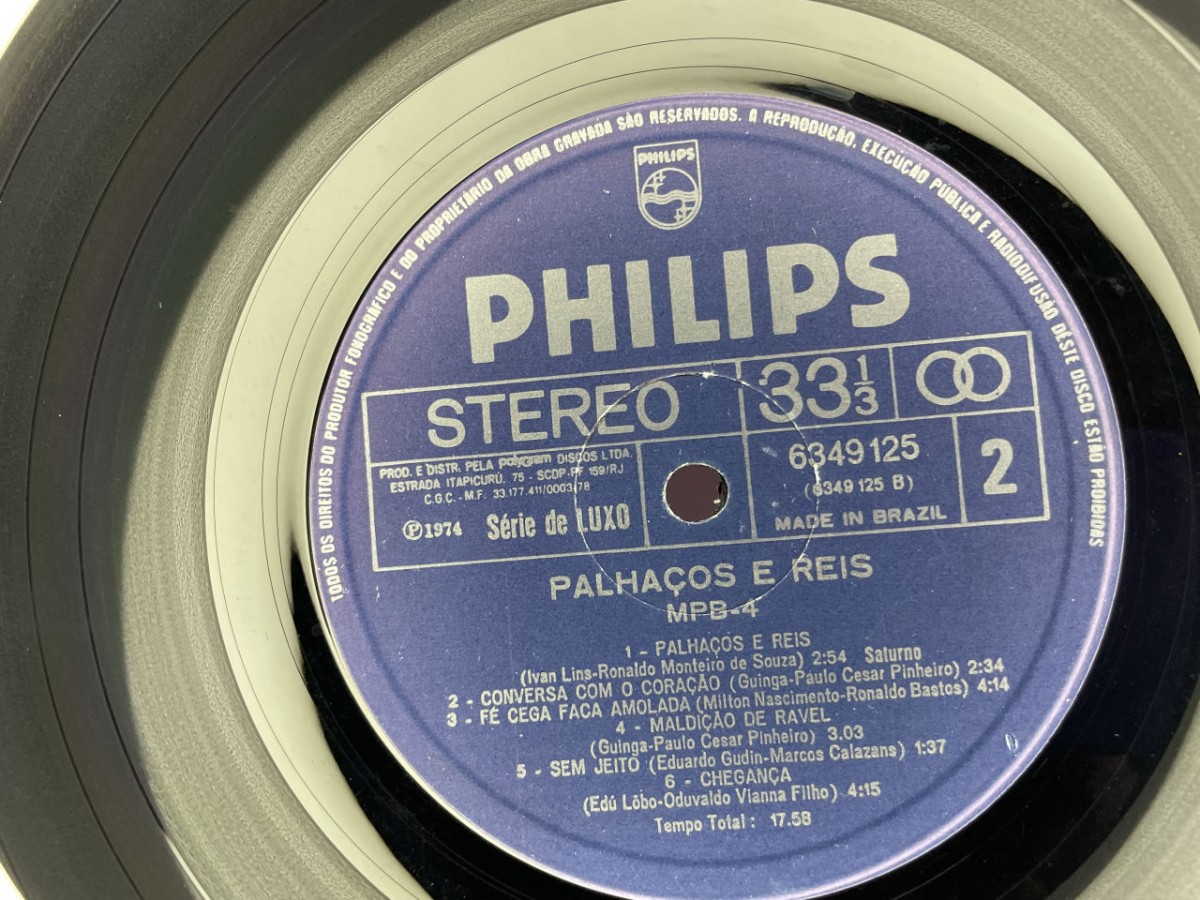 TODOS OS DIREITOS DO PRODUTOR FONOGRÁFICO E DO PROPRIETÁRIO DA OBRA GRAVADA SÃO RESERVADOS. A REPRODUÇÃO, EXECUÇÃO PÚBLICA E RADIODIFUSÃO DÊSTE DISCO ESTÃO PROIBIDAS
PHILIPS
PHILIPS
STEREO
33 1/3
PROD. E DISTR. PELA polygram DISCOS LTDA.
ESTRADA ITAPICURÚ, 75 - SCDP-PF 159/RJ
C.G.C.-M.F. 33.177.411/0003-78
Ⓟ1974 Série de LUXO
6349125
(6349 125 B)
MADE IN BRAZIL
2
PALHAÇOS E REIS
MPB-4
1 - PALHAÇOS E REIS
(Ivan Lins-Ronaldo Monteiro de Souza) 2:54 Saturno
2 - CONVERSA COM O CORAÇÃO (Guinga-Paulo Cesar Pinheiro) 2:34
3 - FÉ CEGA FACA AMOLADA (Milton Nascimento-Ronaldo Bastos) 4:14
4 - MALDIÇÃO DE RAVEL
(Guinga-Paulo Cesar Pinheiro) 3.03
5 - SEM JEITO (Eduardo Gudin-Marcos Calazans) 1:37
6 - CHEGANÇA
(Edú Lôbo-Oduvaldo Vianna Filho) 4:15
Tempo Total: 17.58